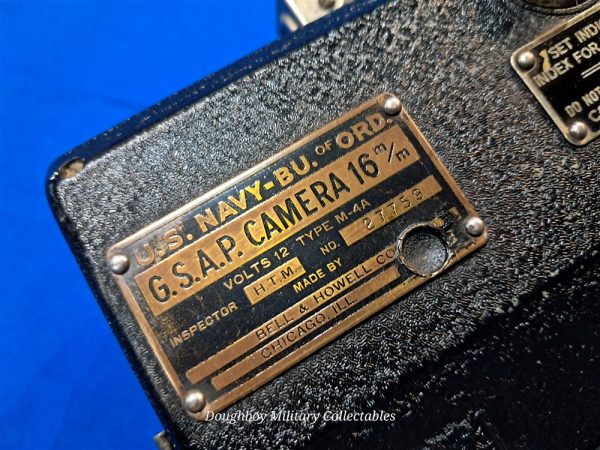 U.S. NAVY-BU. OF ORD.
G.S.A.P. CAMERA 16 m/m
VOLTS 12 TYPE M-4A
INSPECTOR H.T.M. NO. 27759
MADE BY
BELL & HOWELL CO.
CHICAGO, ILL.
SET INDI
INDEX FOR
DO NOT
Doughboy Military Collectables